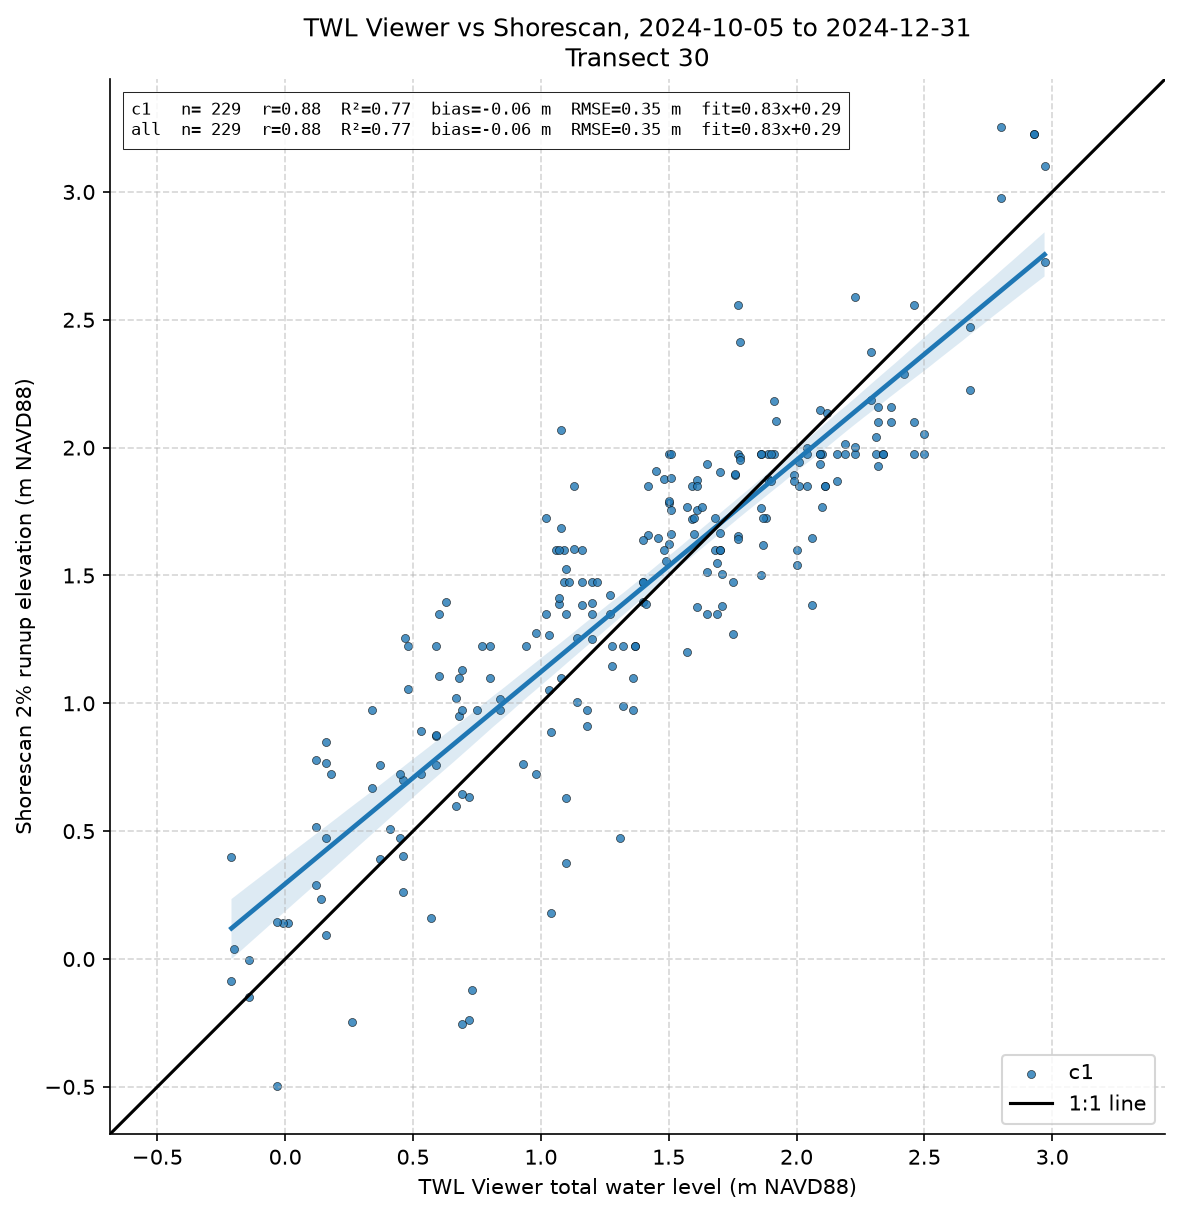 TWL Viewer vs Shorescan, 2024-10-05 to 2024-12-31
Transect 30
c1 n= 229 r=0.88 R²=0.77 bias=-0.06 m RMSE=0.35 m fit=0.83x+0.29
all n= 229 r=0.88 R²=0.77 bias=-0.06 m RMSE=0.35 m fit=0.83x+0.29
Shorescan 2% runup elevation (m NAVD88)
3.0
2.5
2.0
1.5
1.0
0.5
0.0
−0.5
c1
1:1 line
−0.5 0.0 0.5 1.0 1.5 2.0 2.5 3.0
TWL Viewer total water level (m NAVD88)